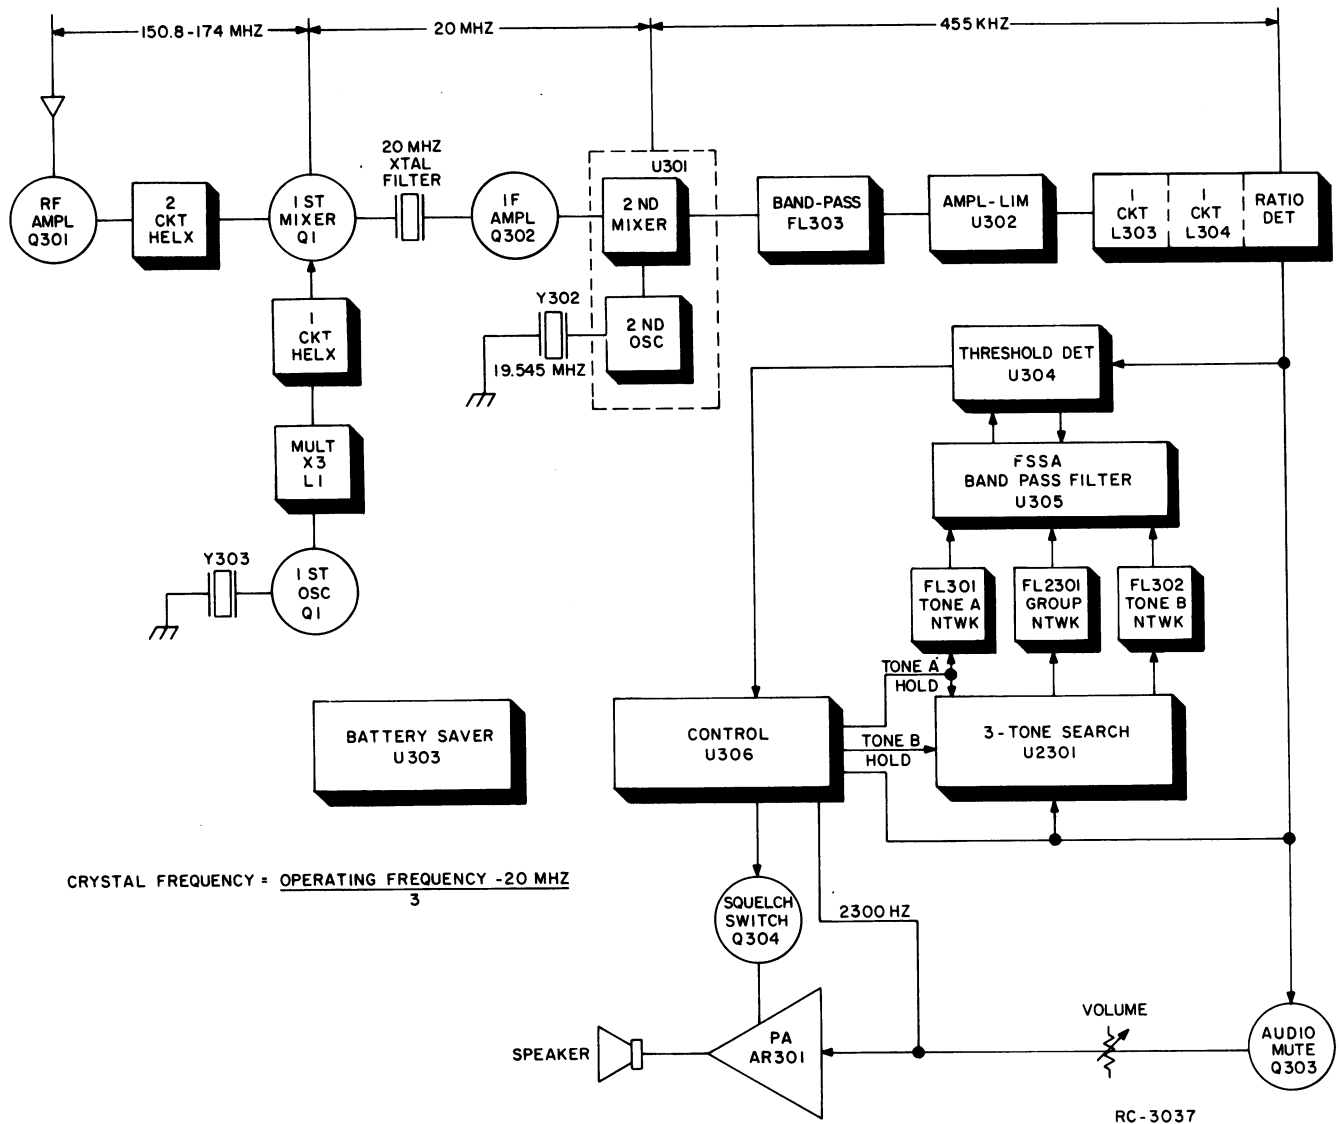 150.8-174 MHZ
20 MHZ
455 KHZ
20 MHZ
XTAL
FILTER
U301
RF
AMPL
Q301
2
CKT
HELX
1 ST
MIXER
Q1
IF
AMPL
Q302
2 ND
MIXER
BAND-PASS
FL303
AMPL-LIM
U302
1
CKT
L303
1
CKT
L304
RATIO
DET
1
CKT
HELX
Y302
19.545 MHZ
2 ND
OSC
THRESHOLD DET
U304
MULT
X3
L1
FSSA
BAND PASS FILTER
U305
Y303
1 ST
OSC
Q1
FL301
TONE A
NTWK
FL2301
GROUP
NTWK
FL302
TONE B
NTWK
TONE A
HOLD
BATTERY SAVER
U303
CONTROL
U306
TONE B
HOLD
3-TONE SEARCH
U2301
CRYSTAL FREQUENCY = OPERATING FREQUENCY -20 MHZ
3
SQUELCH
SWITCH
Q304
2300 HZ
VOLUME
SPEAKER
PA
AR301
AUDIO
MUTE
Q303
RC-3037